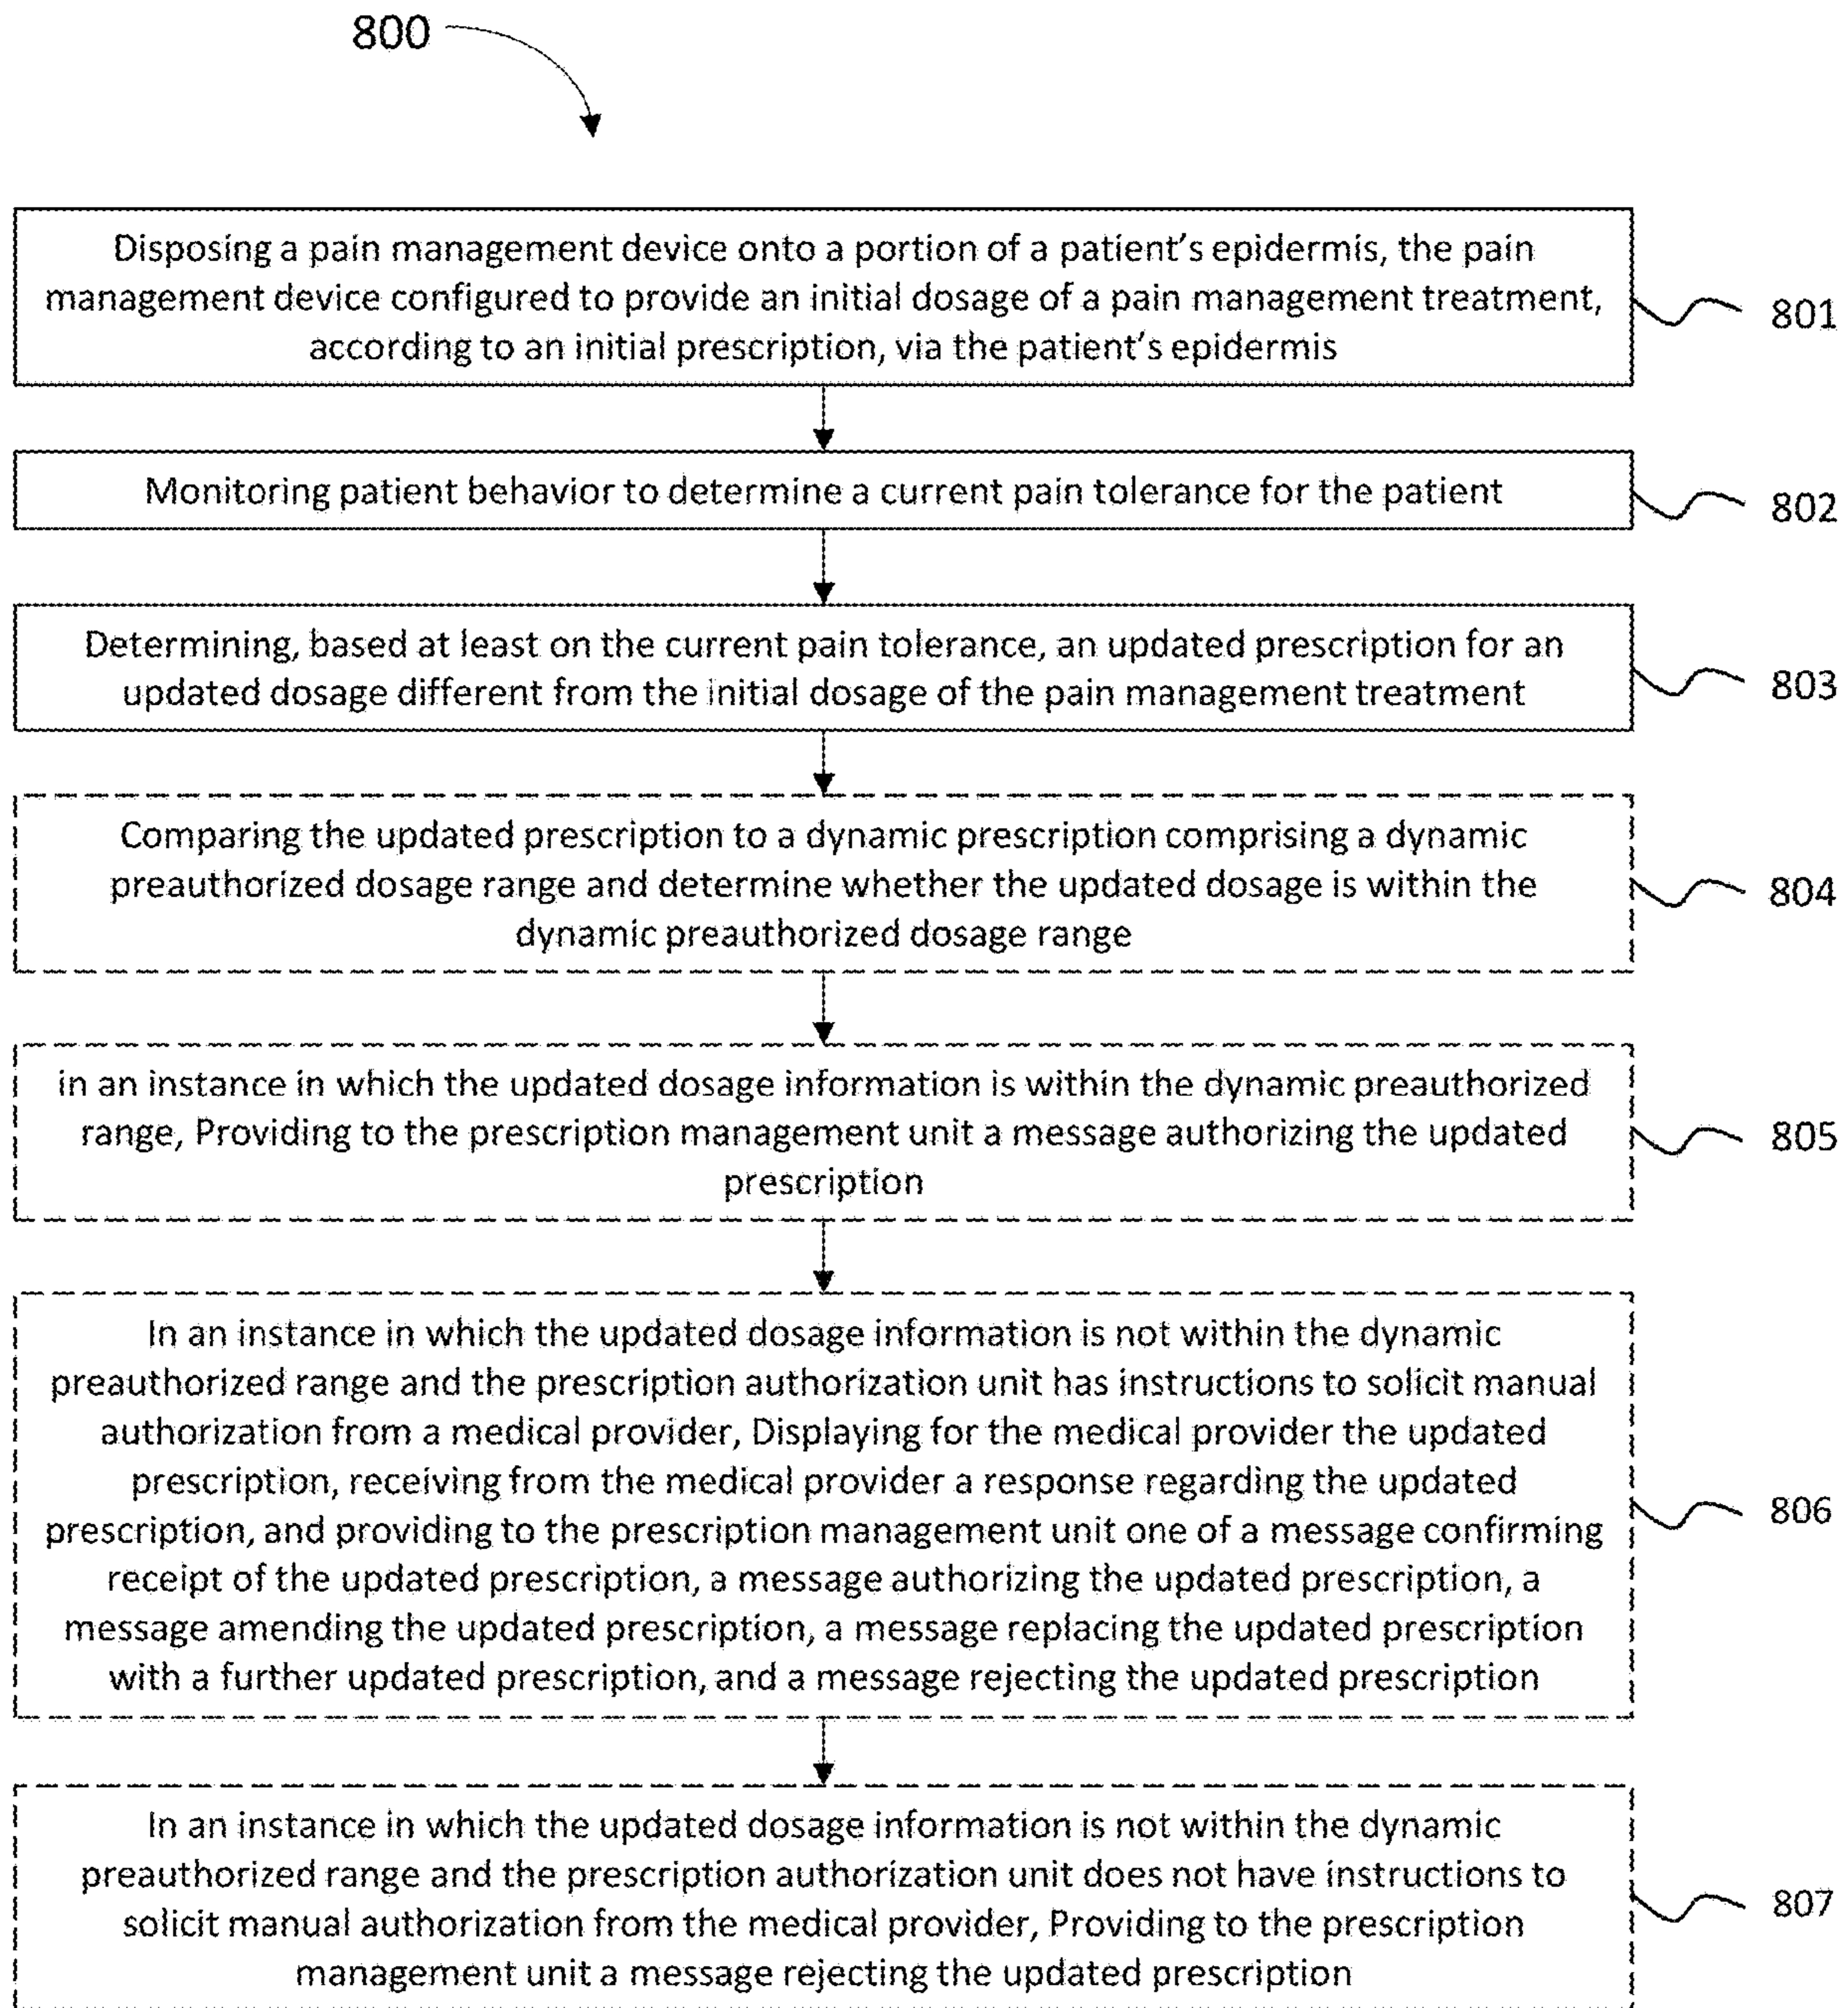 800
Disposing a pain management device onto a portion of a patient's epidermis, the pain
management device configured to provide an initial dosage of a pain management treatment,
according to an initial prescription, via the patient's epidermis
801
Monitoring patient behavior to determine a current pain tolerance for the patient
802
Determining, based at least on the current pain tolerance, an updated prescription for an
updated dosage different from the initial dosage of the pain management treatment
803
Comparing the updated prescription to a dynamic prescription comprising a dynamic
preauthorized dosage range and determine whether the updated dosage is within the
dynamic preauthorized dosage range
804
in an instance in which the updated dosage information is within the dynamic preauthorized
range, Providing to the prescription management unit a message authorizing the updated
prescription
805
In an instance in which the updated dosage information is not within the dynamic
preauthorized range and the prescription authorization unit has instructions to solicit manual
authorization from a medical provider, Displaying for the medical provider the updated
prescription, receiving from the medical provider a response regarding the updated
prescription, and providing to the prescription management unit one of a message confirming
receipt of the updated prescription, a message authorizing the updated prescription, a
message amending the updated prescription, a message replacing the updated prescription
with a further updated prescription, and a message rejecting the updated prescription
806
In an instance in which the updated dosage information is not within the dynamic
preauthorized range and the prescription authorization unit does not have instructions to
solicit manual authorization from the medical provider, Providing to the prescription
management unit a message rejecting the updated prescription
807